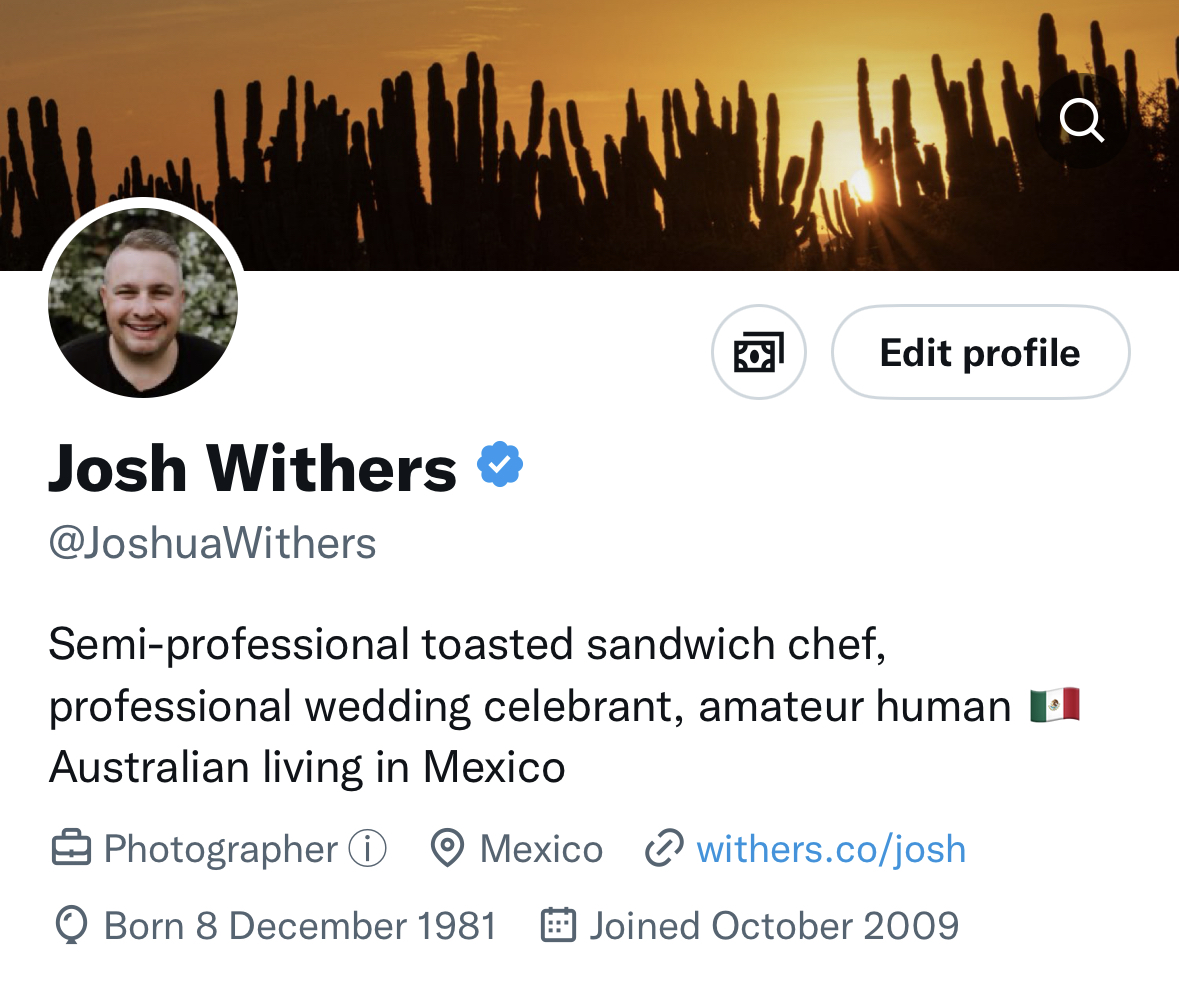 Edit profile
Josh Withers
@JoshuaWithers
Semi-professional toasted sandwich chef,
professional wedding celebrant, amateur human 🇲🇽
Australian living in Mexico
Photographer ⓘ Mexico withers.co/josh
Born 8 December 1981 Joined October 2009